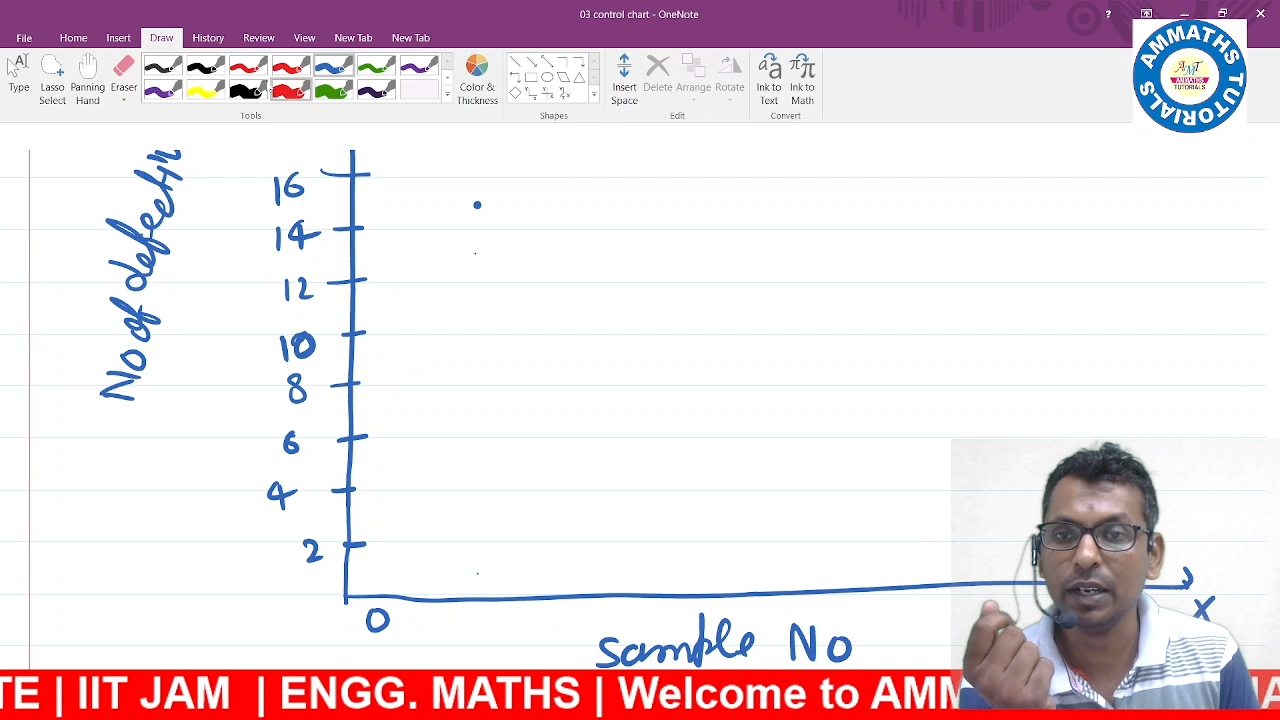 03 control chart - OneNote
File Home Insert Draw History Review View New Tab New Tab
Type
Lasso Select
Panning Hand
Eraser
Thickness
Insert Space
Delete
Arrange
Rotate
Ink to Text
Ink to Math
Tools
Shapes
Edit
Convert
AMMATHS TUTORIALS
AMT
AMMATHS
TUTORIALS
No of
16
14
12
10
8
6
4
2
0
X
Sample No
TE | IIT JAM | ENGG. MATHS | Welcome to AMM